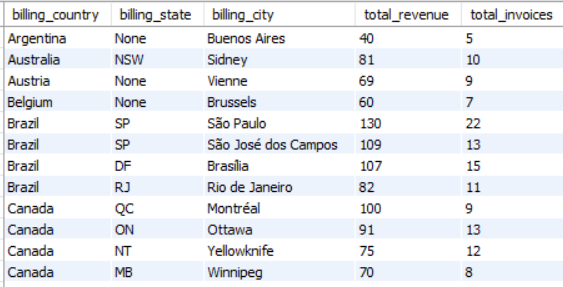 billing_country billing_state billing_city total_revenue total_invoices
Argentina None Buenos Aires 40 5
Australia NSW Sidney 81 10
Austria None Vienne 69 9
Belgium None Brussels 60 7
Brazil SP São Paulo 130 22
Brazil SP São José dos Campos 109 13
Brazil DF Brasília 107 15
Brazil RJ Rio de Janeiro 82 11
Canada QC Montréal 100 9
Canada ON Ottawa 91 13
Canada NT Yellowknife 75 12
Canada MB Winnipeg 70 8